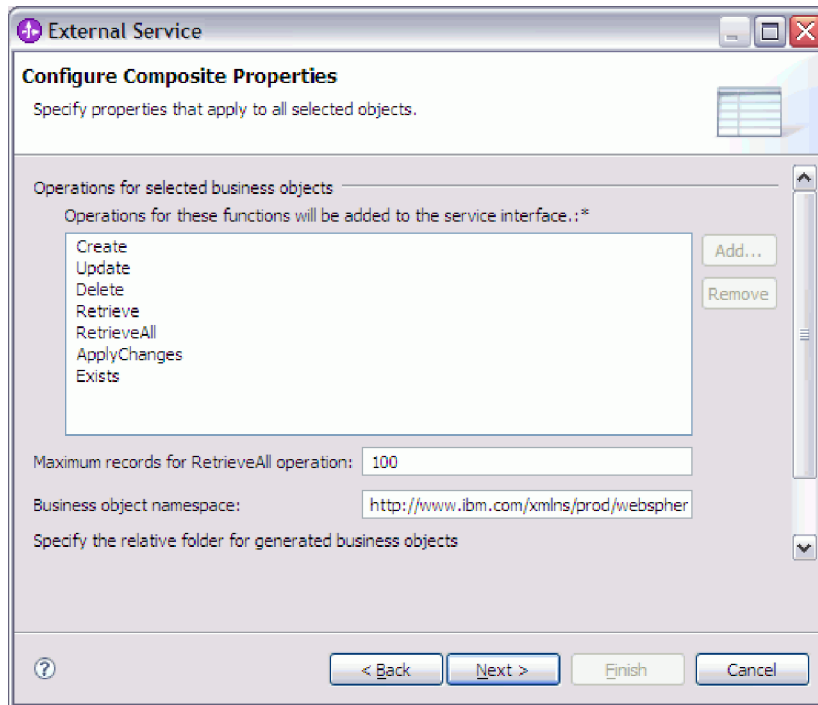 External Service
Configure Composite Properties
Specify properties that apply to all selected objects.
Operations for selected business objects
Operations for these functions will be added to the service interface.:*
Create
Update
Delete
Retrieve
RetrieveAll
ApplyChanges
Exists
Add...
Remove
Maximum records for RetrieveAll operation: 100
Business object namespace: http://www.ibm.com/xmlns/prod/webspher
Specify the relative folder for generated business objects
? < Back Next > Finish Cancel